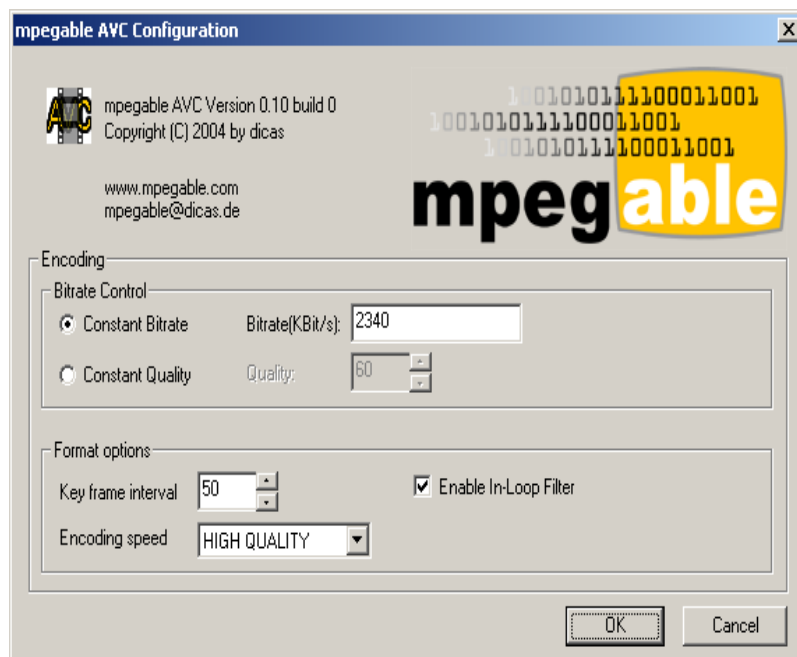 mpegable AVC Configuration
AVC
mpegable AVC Version 0.10 build 0
Copyright (C) 2004 by dicas
www.mpegable.com
mpegable@dicas.de
10010101111100011001
10010101111100011001
10010101111100011001
mpegable
Encoding
Bitrate Control
Constant Bitrate Bitrate(KBit/s): 2340
Constant Quality Quality: 60
Format options
Key frame interval 50 Enable In-Loop Filter
Encoding speed HIGH QUALITY
OK Cancel